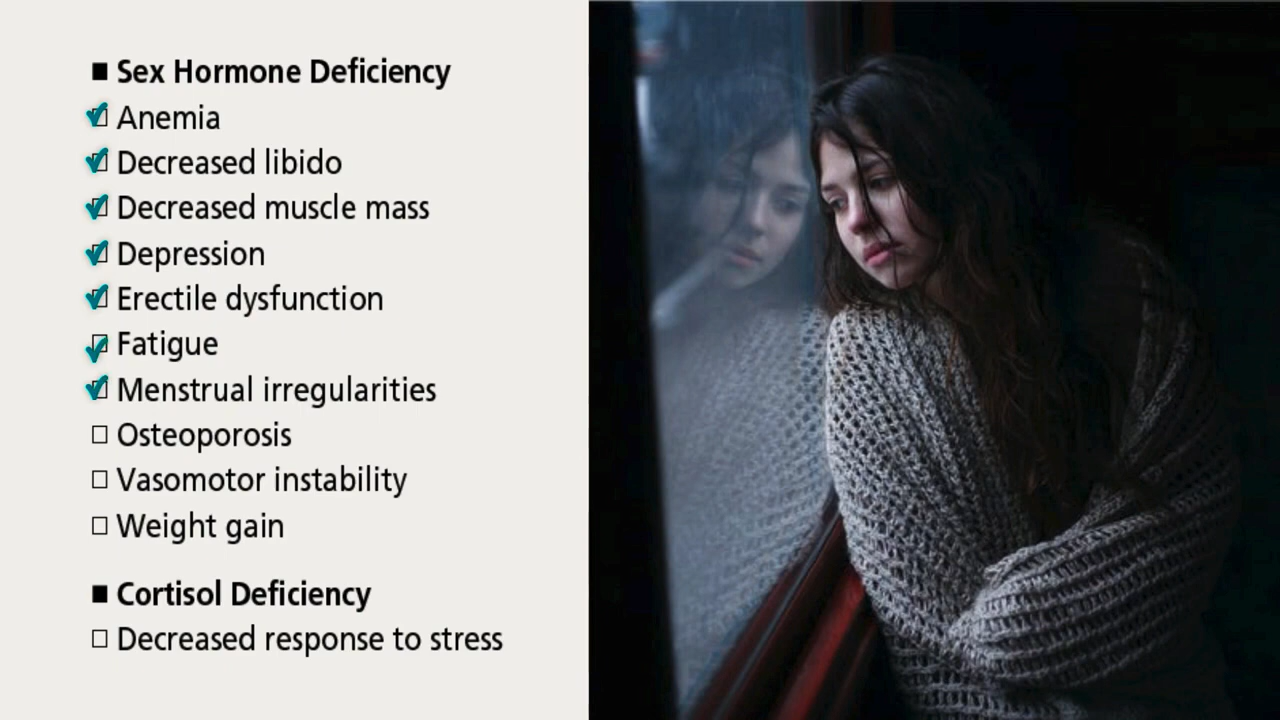 Sex Hormone Deficiency
Anemia
Decreased libido
Decreased muscle mass
Depression
Erectile dysfunction
Fatigue
Menstrual irregularities
Osteoporosis
Vasomotor instability
Weight gain
Cortisol Deficiency
Decreased response to stress